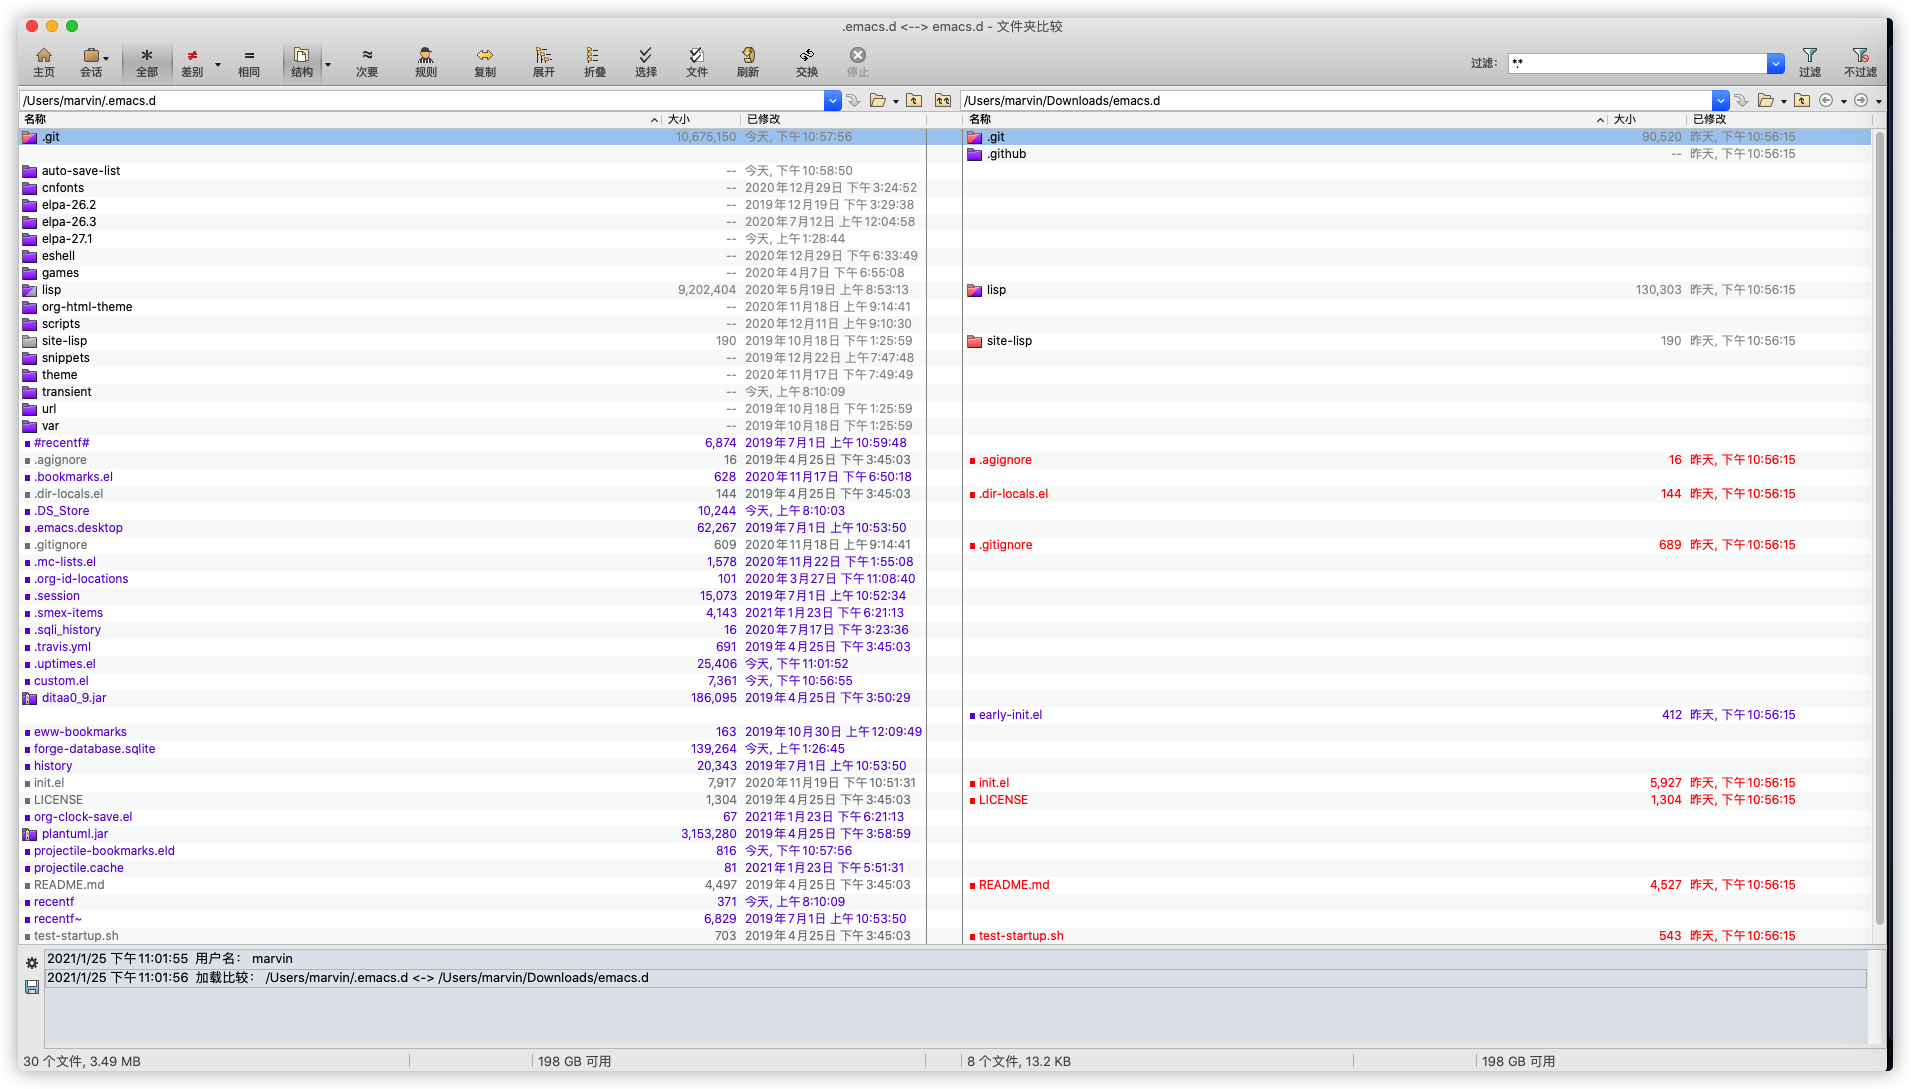 .emacs.d <--> emacs.d - 文件夹比较
主页 会话 全部 差别 相同 结构 次要 规则 复制 展开 折叠 选择 文件 刷新 交换 停止 过滤: *.* 过滤 不过滤
/Users/marvin/.emacs.d /Users/marvin/Downloads/emacs.d
名称 大小 已修改 名称 大小 已修改
.git 10,675,150 今天, 下午10:57:56 .git 90,520 昨天, 下午10:56:15
.github -- 昨天, 下午10:56:15
auto-save-list -- 今天, 下午10:58:50
cnfonts -- 2020年12月29日 下午3:24:52
elpa-26.2 -- 2019年12月19日 下午3:29:38
elpa-26.3 -- 2020年7月12日 上午12:04:58
elpa-27.1 -- 今天, 上午1:28:44
eshell -- 2020年12月29日 下午6:33:49
games -- 2020年4月7日 下午6:55:08
lisp 9,202,404 2020年5月19日 上午8:53:13 lisp 130,303 昨天, 下午10:56:15
org-html-theme -- 2020年11月18日 上午9:14:41
scripts -- 2020年12月11日 上午9:10:30
site-lisp 190 2019年10月18日 下午1:25:59 site-lisp 190 昨天, 下午10:56:15
snippets -- 2019年12月22日 上午7:47:48
theme -- 2020年11月17日 下午7:49:49
transient -- 今天, 上午8:10:09
url -- 2019年10月18日 下午1:25:59
var -- 2019年10月18日 下午1:25:59
#recentf# 6,874 2019年7月1日 上午10:59:48
.agignore 16 2019年4月25日 下午3:45:03 .agignore 16 昨天, 下午10:56:15
.bookmarks.el 628 2020年11月17日 下午6:50:18
.dir-locals.el 144 2019年4月25日 下午3:45:03 .dir-locals.el 144 昨天, 下午10:56:15
.DS_Store 10,244 今天, 上午8:10:03
.emacs.desktop 62,267 2019年7月1日 上午10:53:50
.gitignore 609 2020年11月18日 上午9:14:41 .gitignore 689 昨天, 下午10:56:15
.mc-lists.el 1,578 2020年11月22日 下午1:55:08
.org-id-locations 101 2020年3月27日 下午11:08:40
.session 15,073 2019年7月1日 上午10:52:34
.smex-items 4,143 2021年1月23日 下午6:21:13
.sqli_history 16 2020年7月17日 下午3:23:36
.travis.yml 691 2019年4月25日 下午3:45:03
.uptimes.el 25,406 今天, 下午11:01:52
custom.el 7,361 今天, 下午10:56:55
ditaa0_9.jar 186,095 2019年4月25日 下午3:50:29
early-init.el 412 昨天, 下午10:56:15
eww-bookmarks 163 2019年10月30日 上午12:09:49
forge-database.sqlite 139,264 今天, 上午1:26:45
history 20,343 2019年7月1日 上午10:53:50
init.el 7,917 2020年11月19日 下午10:51:31 init.el 5,927 昨天, 下午10:56:15
LICENSE 1,304 2019年4月25日 下午3:45:03 LICENSE 1,304 昨天, 下午10:56:15
org-clock-save.el 67 2021年1月23日 下午6:21:13
plantuml.jar 3,153,280 2019年4月25日 下午3:58:59
projectile-bookmarks.eld 816 今天, 下午10:57:56
projectile.cache 81 2021年1月23日 下午5:51:31
README.md 4,497 2019年4月25日 下午3:45:03 README.md 4,527 昨天, 下午10:56:15
recentf 371 今天, 上午8:10:09
recentf~ 6,829 2019年7月1日 上午10:53:50
test-startup.sh 703 2019年4月25日 下午3:45:03 test-startup.sh 543 昨天, 下午10:56:15
2021/1/25 下午11:01:55 用户名: marvin
2021/1/25 下午11:01:56 加载比较: /Users/marvin/.emacs.d <-> /Users/marvin/Downloads/emacs.d
30 个文件, 3.49 MB 198 GB 可用 8 个文件, 13.2 KB 198 GB 可用